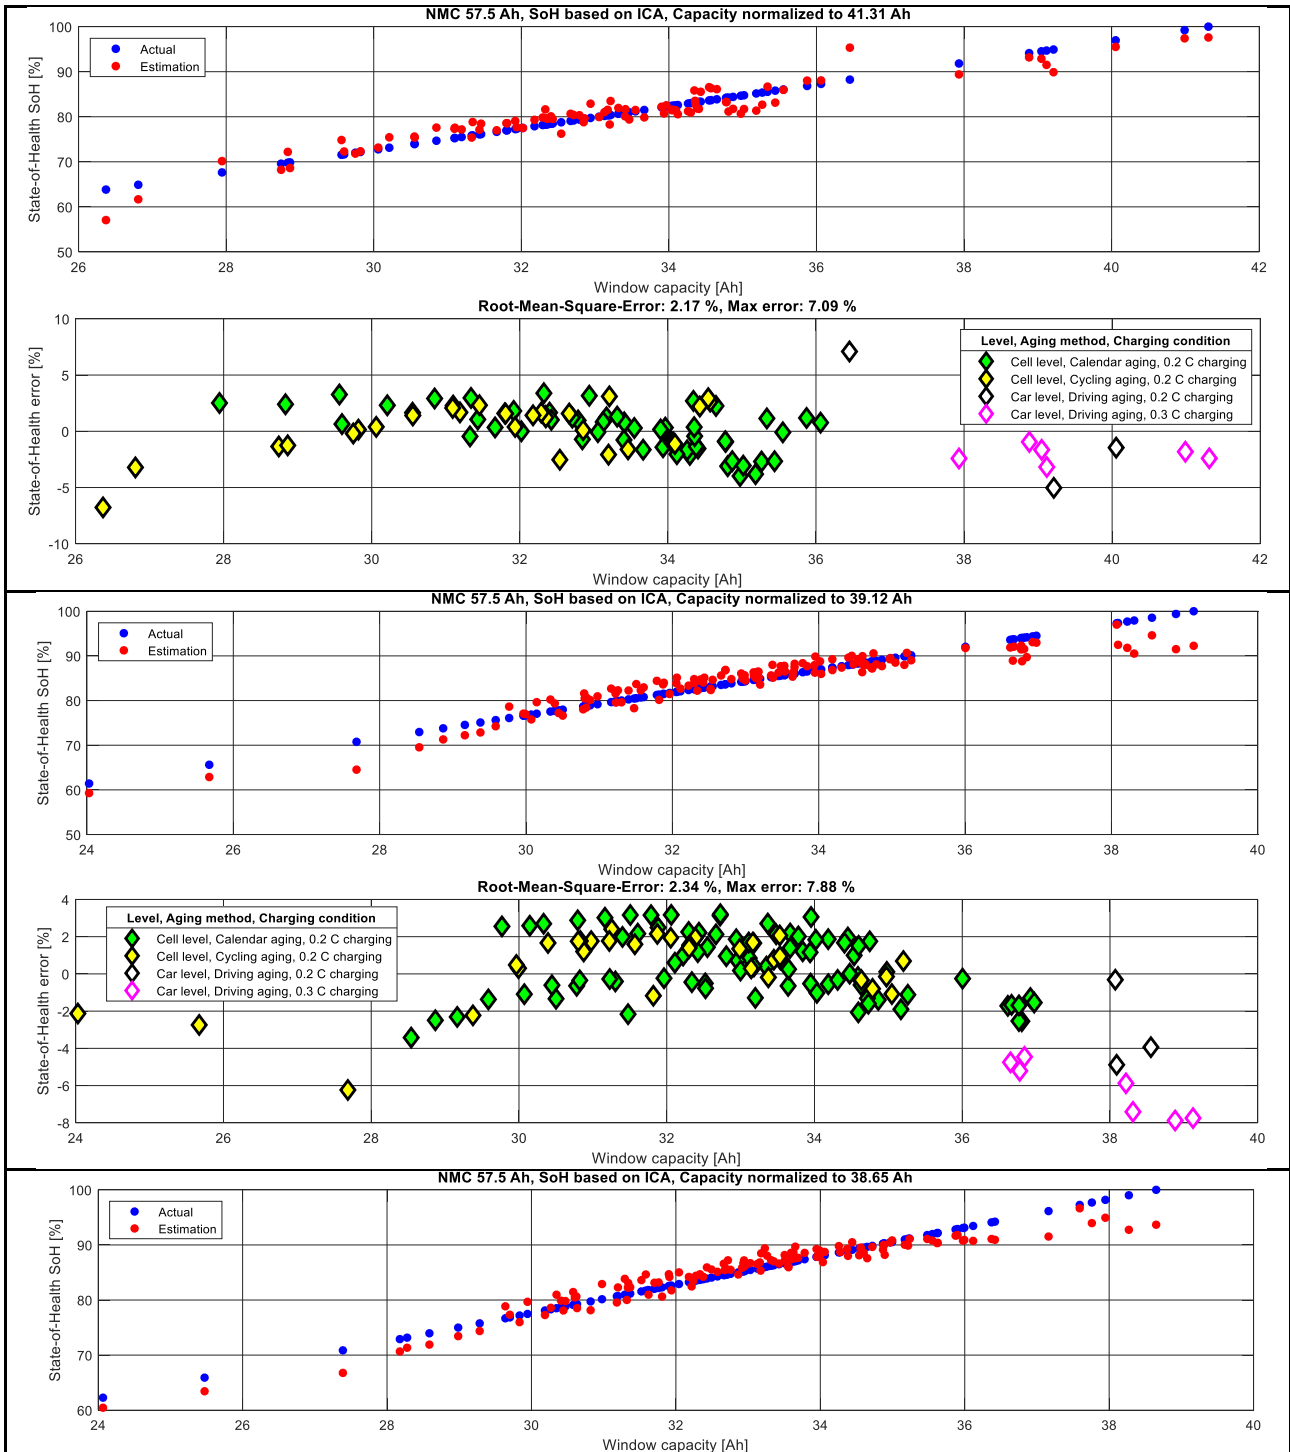 NMC 57.5 Ah, SoH based on ICA, Capacity normalized to 41.31 Ah
State-of-Health SoH [%]
100
90
80
70
60
50
Actual
Estimation
26 28 30 32 34 36 38 40 42
Window capacity [Ah]
Root-Mean-Square-Error: 2.17 %, Max error: 7.09 %
State-of-Health error [%]
10
5
0
-5
-10
Level, Aging method, Charging condition
Cell level, Calendar aging, 0.2 C charging
Cell level, Cycling aging, 0.2 C charging
Car level, Driving aging, 0.2 C charging
Car level, Driving aging, 0.3 C charging
26 28 30 32 34 36 38 40 42
Window capacity [Ah]
NMC 57.5 Ah, SoH based on ICA, Capacity normalized to 39.12 Ah
State-of-Health SoH [%]
100
90
80
70
60
50
Actual
Estimation
24 26 28 30 32 34 36 38 40
Window capacity [Ah]
Root-Mean-Square-Error: 2.34 %, Max error: 7.88 %
State-of-Health error [%]
4
2
0
-2
-4
-6
-8
Level, Aging method, Charging condition
Cell level, Calendar aging, 0.2 C charging
Cell level, Cycling aging, 0.2 C charging
Car level, Driving aging, 0.2 C charging
Car level, Driving aging, 0.3 C charging
24 26 28 30 32 34 36 38 40
Window capacity [Ah]
NMC 57.5 Ah, SoH based on ICA, Capacity normalized to 38.65 Ah
State-of-Health SoH [%]
100
90
80
70
60
Actual
Estimation
24 26 28 30 32 34 36 38 40
Window capacity [Ah]